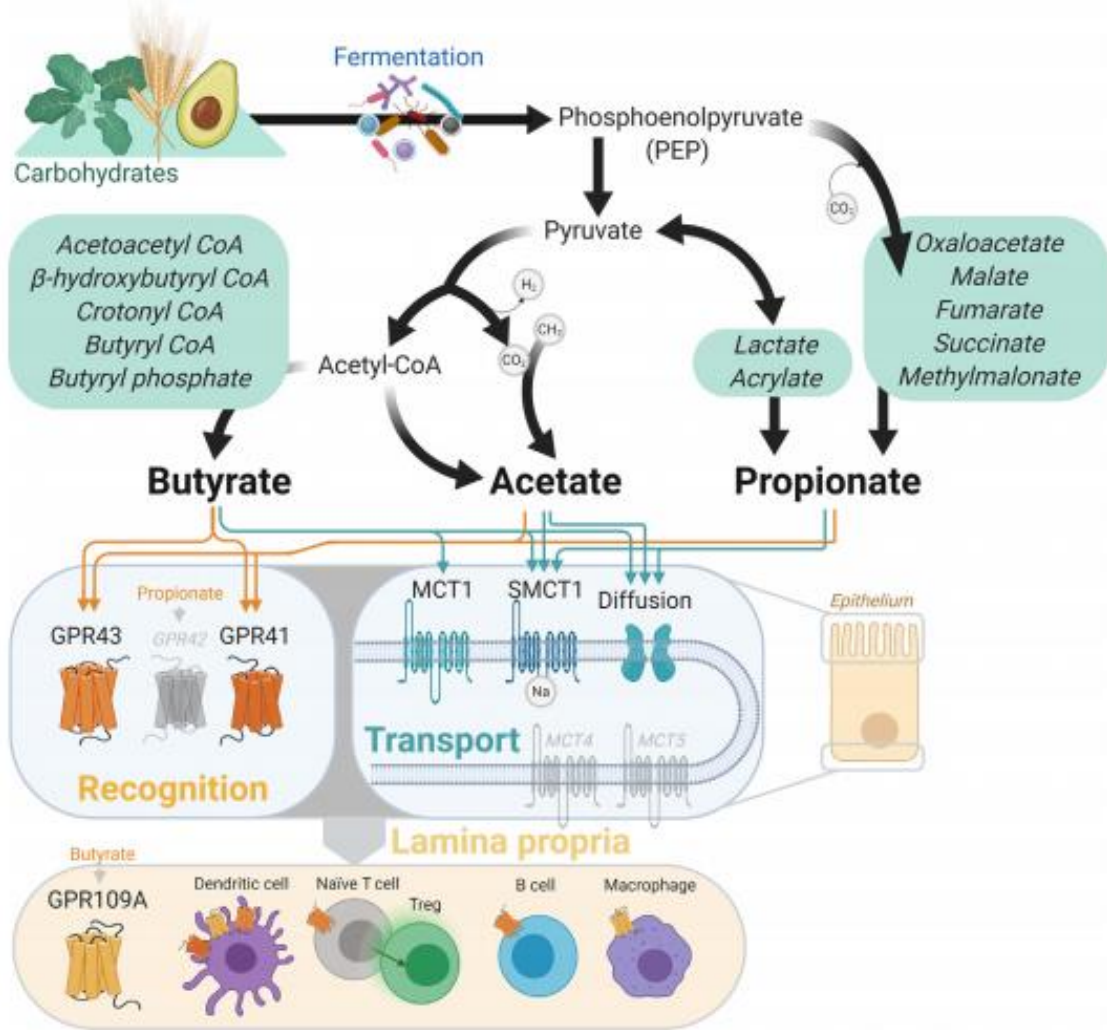 Fermentation
Carbohydrates
Phosphoenolpyruvate
(PEP)
CO₂
Pyruvate
Acetoacetyl CoA
β-hydroxybutyryl CoA
Crotonyl CoA
Butyryl CoA
Butyryl phosphate
H₂
CO₂
CH₃
Acetyl-CoA
Lactate
Acrylate
Oxaloacetate
Malate
Fumarate
Succinate
Methylmalonate
Butyrate
Acetate
Propionate
Propionate
GPR43
GPR42
GPR41
Recognition
MCT1
SMCT1
Diffusion
Na
Transport
MCT4
MCT5
Epithelium
Lamina propria
Butyrate
GPR109A
Dendritic cell
Naïve T cell
Treg
B cell
Macrophage